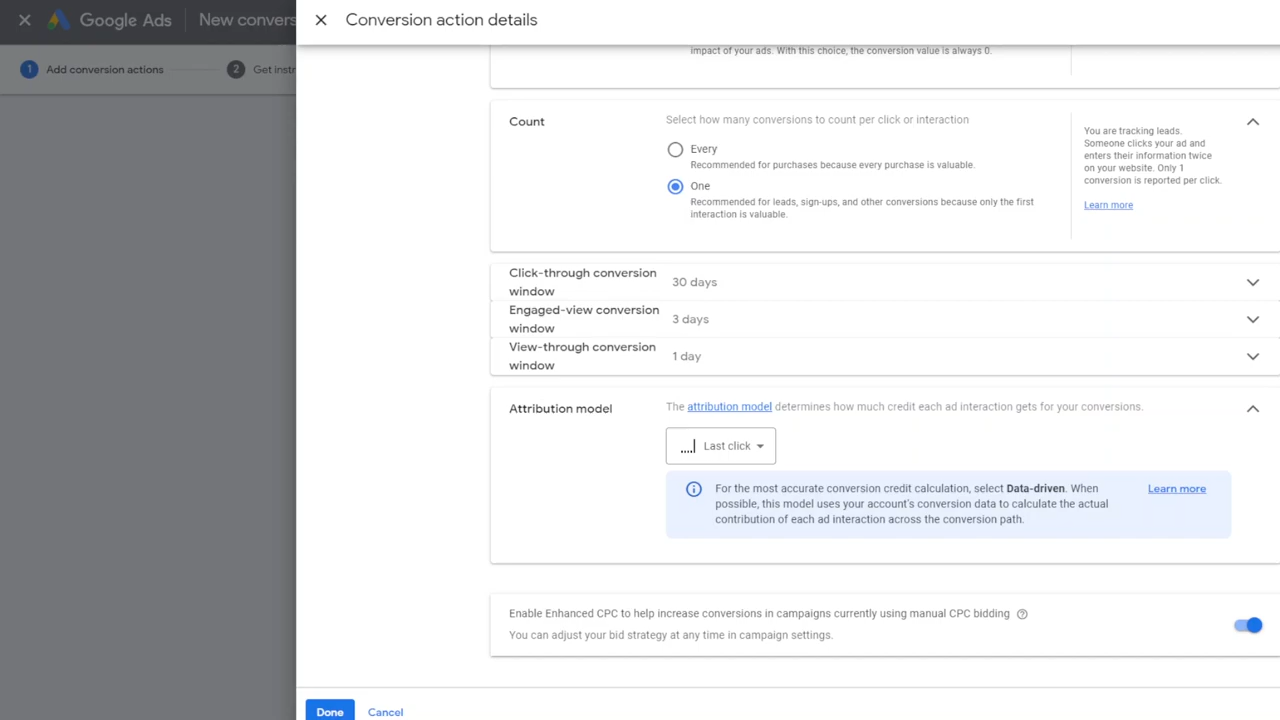 Google Ads
New convers
Conversion action details
1
Add conversion actions
2
Get instr
impact of your ads. With this choice, the conversion value is always 0.
Count
Select how many conversions to count per click or interaction
Every
Recommended for purchases because every purchase is valuable.
One
Recommended for leads, sign-ups, and other conversions because only the first
interaction is valuable.
You are tracking leads.
Someone clicks your ad and
enters their information twice
on your website. Only 1
conversion is reported per click.
Learn more
Click-through conversion
window
30 days
Engaged-view conversion
window
3 days
View-through conversion
window
1 day
Attribution model
The attribution model determines how much credit each ad interaction gets for your conversions.
Last click
For the most accurate conversion credit calculation, select Data-driven. When
possible, this model uses your account's conversion data to calculate the actual
contribution of each ad interaction across the conversion path.
Learn more
Enable Enhanced CPC to help increase conversions in campaigns currently using manual CPC bidding
You can adjust your bid strategy at any time in campaign settings.
Done
Cancel